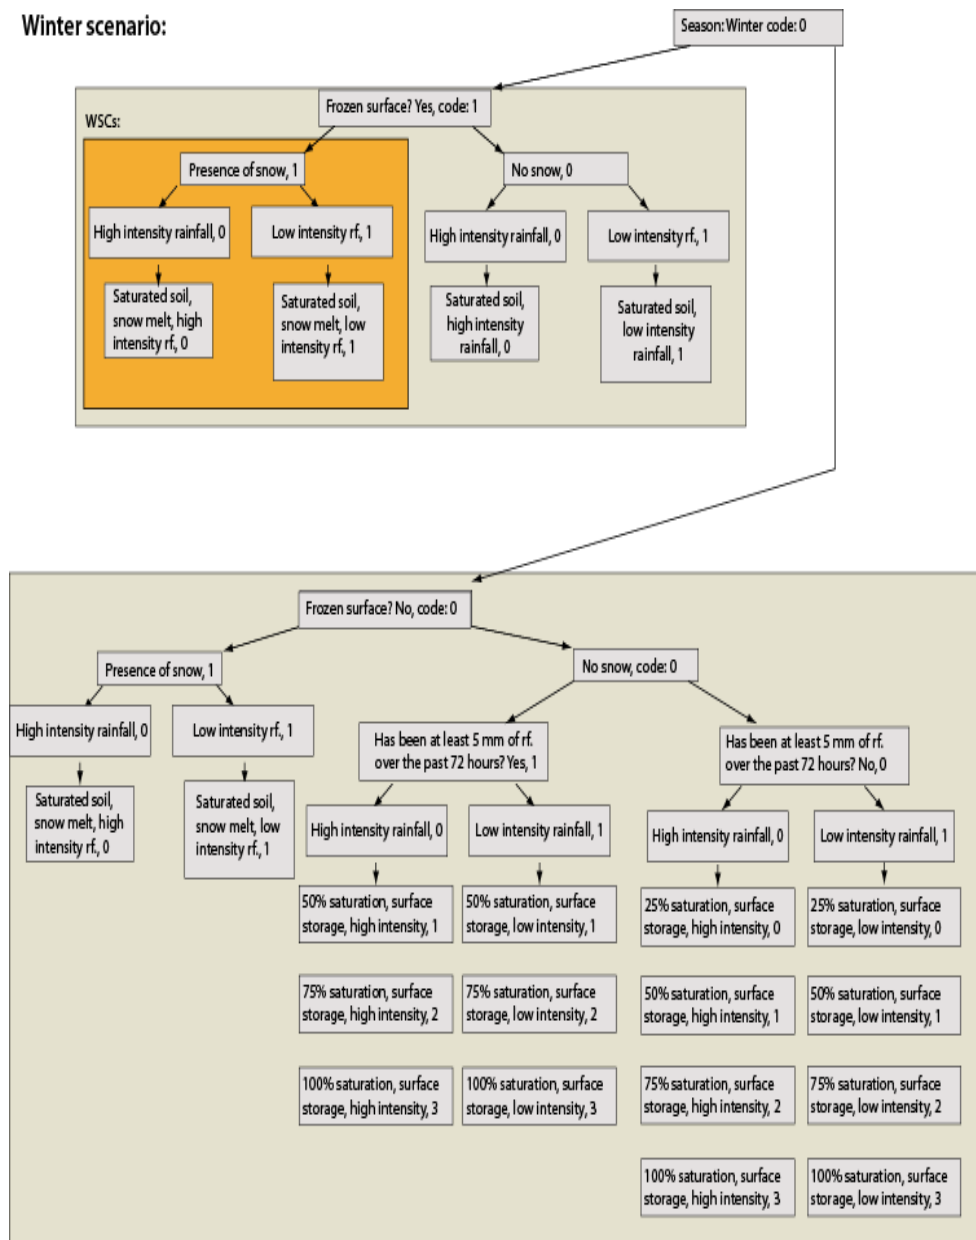 Winter scenario:
Season: Winter code: 0
Frozen surface? Yes, code: 1
WSCs:
Presence of snow, 1
No snow, 0
High intensity rainfall, 0
Low intensity rf., 1
High intensity rainfall, 0
Low intensity rf., 1
Saturated soil,
snow melt, high
intensity rf., 0
Saturated soil,
snow melt, low
intensity rf., 1
Saturated soil,
high intensity
rainfall, 0
Saturated soil,
low intensity
rainfall, 1
Frozen surface? No, code: 0
Presence of snow, 1
No snow, code: 0
High intensity rainfall, 0
Low intensity rf., 1
Has been at least 5 mm of rf.
over the past 72 hours? Yes, 1
Has been at least 5 mm of rf.
over the past 72 hours? No, 0
Saturated soil,
snow melt, high
intensity rf., 0
Saturated soil,
snow melt, low
intensity rf., 1
High intensity rainfall, 0
Low intensity rainfall, 1
High intensity rainfall, 0
Low intensity rainfall, 1
50% saturation, surface
storage, high intensity, 1
50% saturation, surface
storage, low intensity, 1
25% saturation, surface
storage, high intensity, 0
25% saturation, surface
storage, low intensity, 0
75% saturation, surface
storage, high intensity, 2
75% saturation, surface
storage, low intensity, 2
50% saturation, surface
storage, high intensity, 1
50% saturation, surface
storage, low intensity, 1
100% saturation, surface
storage, high intensity, 3
100% saturation, surface
storage, low intensity, 3
75% saturation, surface
storage, high intensity, 2
75% saturation, surface
storage, low intensity, 2
100% saturation, surface
storage, high intensity, 3
100% saturation, surface
storage, low intensity, 3